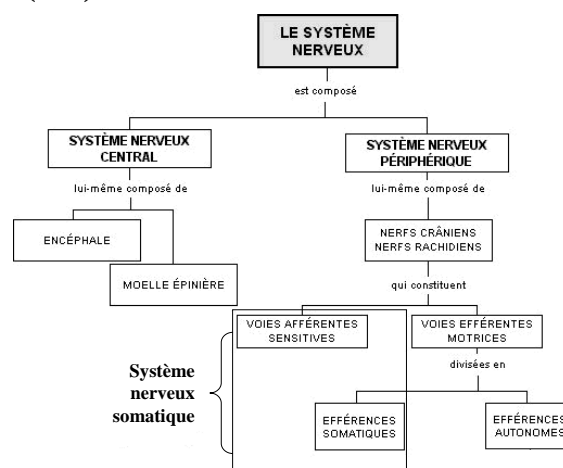 LE SYSTÈME
NERVEUX
est composé
SYSTÈME NERVEUX
CENTRAL
SYSTÈME NERVEUX
PÉRIPHÉRIQUE
lui-même composé de
lui-même composé de
ENCÉPHALE
MOELLE ÉPINIÈRE
NERFS CRÂNIENS
NERFS RACHIDIENS
qui constituent
VOIES AFFÉRENTES
SENSITIVES
VOIES EFFÉRENTES
MOTRICES
divisées en
Système
nerveux
somatique
EFFÉRENCES
SOMATIQUES
EFFÉRENCES
AUTONOMES